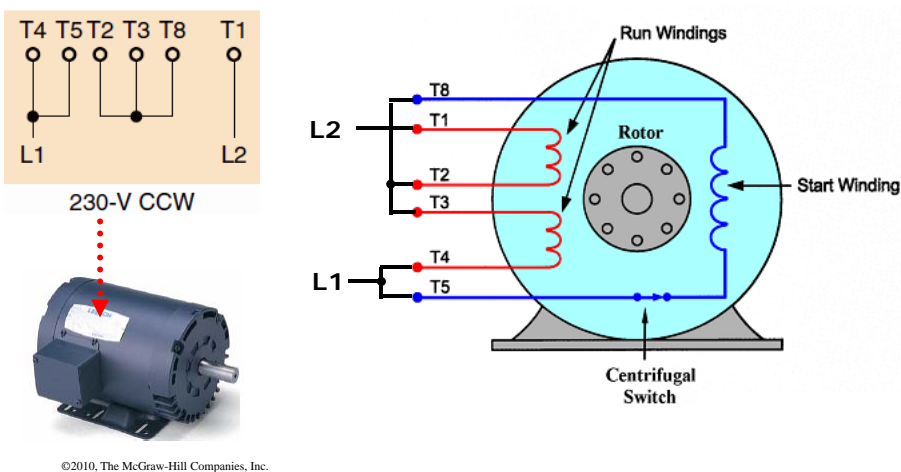 T4 T5 T2 T3 T8 T1
L1 L2
230-V CCW
Run Windings
T8
L2
T1
Rotor
T2
Start Winding
T3
T4
L1
T5
Centrifugal
Switch
©2010, The McGraw-Hill Companies, Inc.